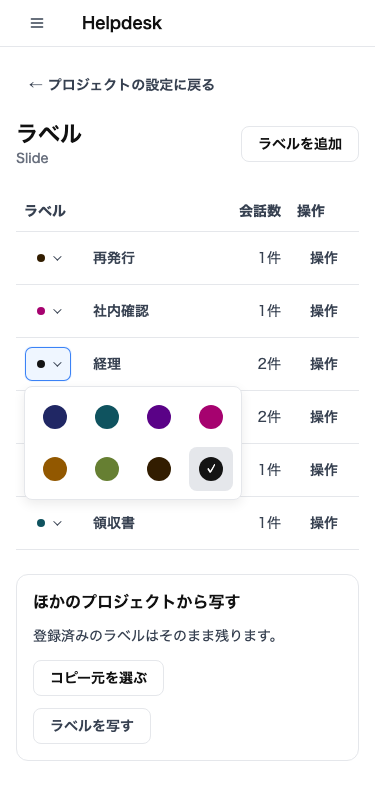 Helpdesk
← プロジェクトの設定に戻る
ラベル
Slide
ラベルを追加
ラベル 会話数 操作
再発行 1件 操作
社内確認 1件 操作
経理 2件 操作
2件 操作
1件 操作
領収書 1件 操作
ほかのプロジェクトから写す
登録済みのラベルはそのまま残ります。
コピー元を選ぶ
ラベルを写す